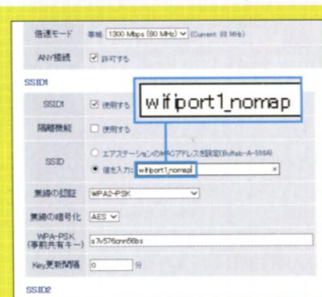 倍速モード 帯域: 1300 Mbps (80 MHz) (Current: 80 MHz)
ANY接続 許可する
SSID1
SSID1 使用する
wifiport1_nomap
隔離機能 使用する
SSID エアステーションのMACアドレスを設定(Buffalo-A-
値を入力: wifiport1_nomap
無線の認証 WPA2-PSK
無線の暗号化 AES
WPA-PSK
(事前共有キー)
Key更新間隔 0 分
SSID2